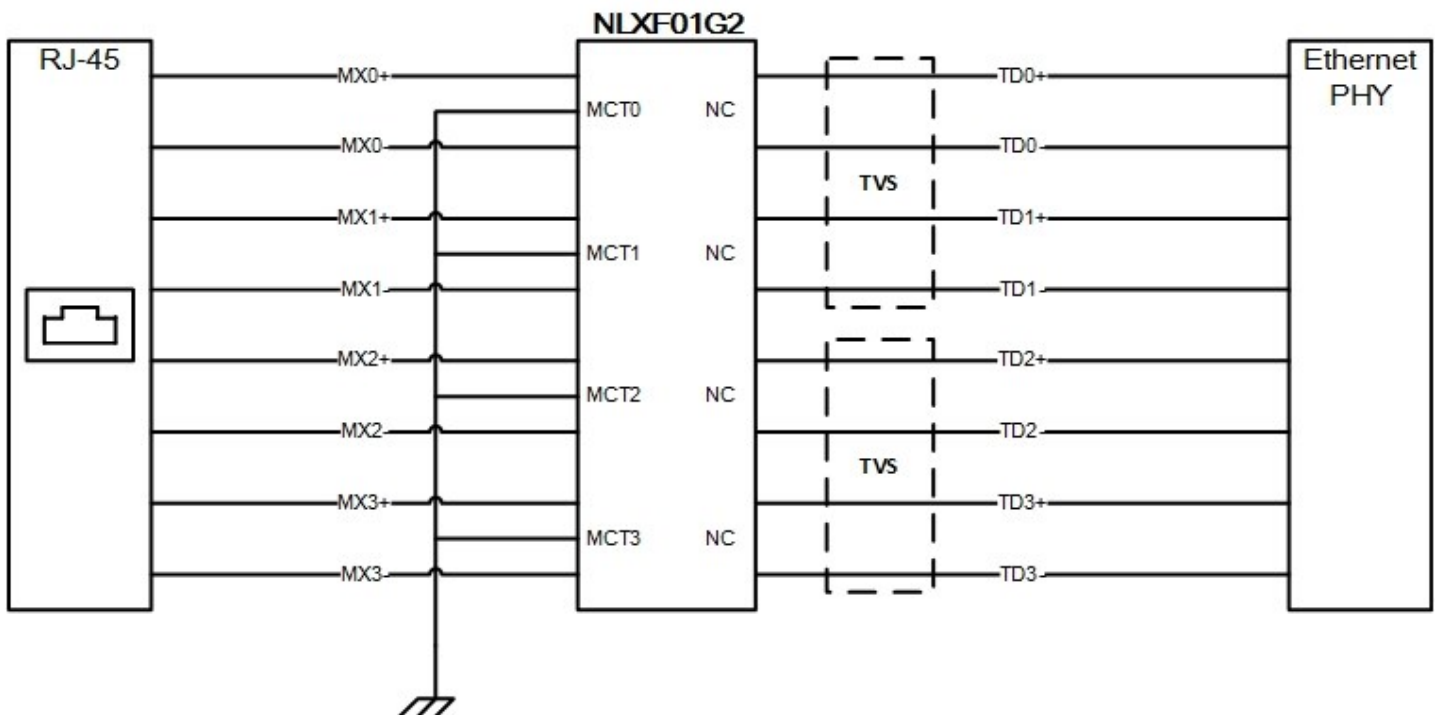 NLXF01G2
RJ-45
Ethernet
PHY
MX0+
TD0+
MCT0
NC
MX0-
TD0-
TVS
MX1+
TD1+
MCT1
NC
MX1-
TD1-
MX2+
TD2+
MCT2
NC
MX2-
TD2-
TVS
MX3+
TD3+
MCT3
NC
MX3-
TD3-